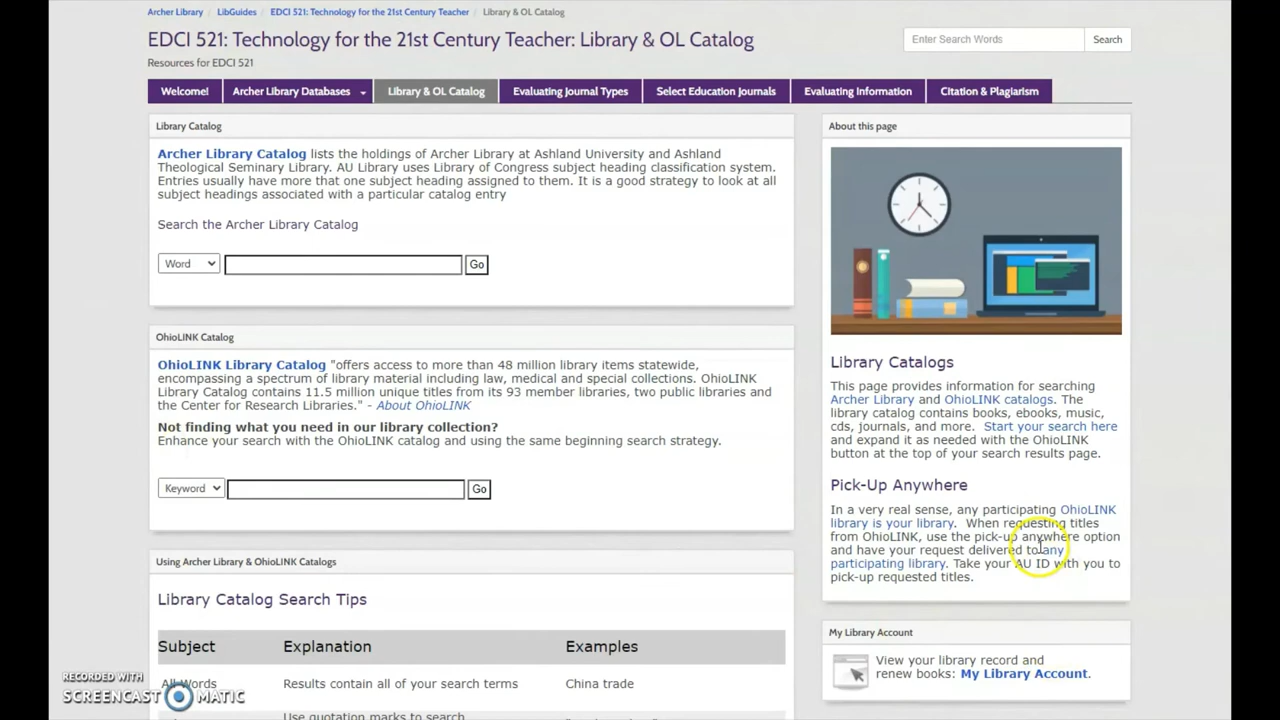 Archer Library LibGuides EDCI 521: Technology for the 21st Century Teacher Library & OL Catalog
EDCI 521: Technology for the 21st Century Teacher: Library & OL Catalog
Enter Search Words Search
Resources for EDCI 521
Welcome! Archer Library Databases Library & OL Catalog Evaluating Journal Types Select Education Journals Evaluating Information Citation & Plagiarism
Library Catalog
Archer Library Catalog lists the holdings of Archer Library at Ashland University and Ashland
Theological Seminary Library. AU Library uses Library of Congress subject heading classification system.
Entries usually have more that one subject heading assigned to them. It is a good strategy to look at all
subject headings associated with a particular catalog entry
Search the Archer Library Catalog
Word Go
OhioLINK Catalog
OhioLINK Library Catalog "offers access to more than 48 million library items statewide,
encompassing a spectrum of library material including law, medical and special collections. OhioLINK
Library Catalog contains 11.5 million unique titles from its 93 member libraries, two public libraries and
the Center for Research Libraries." - About OhioLINK
Not finding what you need in our library collection?
Enhance your search with the OhioLINK catalog and using the same beginning search strategy.
Keyword Go
Using Archer Library & OhioLINK Catalogs
Library Catalog Search Tips
Subject Explanation Examples
All Words Results contain all of your search terms China trade
Use quotation marks to search
About this page
Library Catalogs
This page provides information for searching
Archer Library and OhioLINK catalogs. The
library catalog contains books, ebooks, music,
cds, journals, and more. Start your search here
and expand it as needed with the OhioLINK
button at the top of your search results page.
Pick-Up Anywhere
In a very real sense, any participating OhioLINK
library is your library. When requesting titles
from OhioLINK, use the pick-up anywhere option
and have your request delivered to any
participating library. Take your AU ID with you to
pick-up requested titles.
My Library Account
View your library record and
renew books: My Library Account.
RECORDED WITH
SCREENCAST MATIC